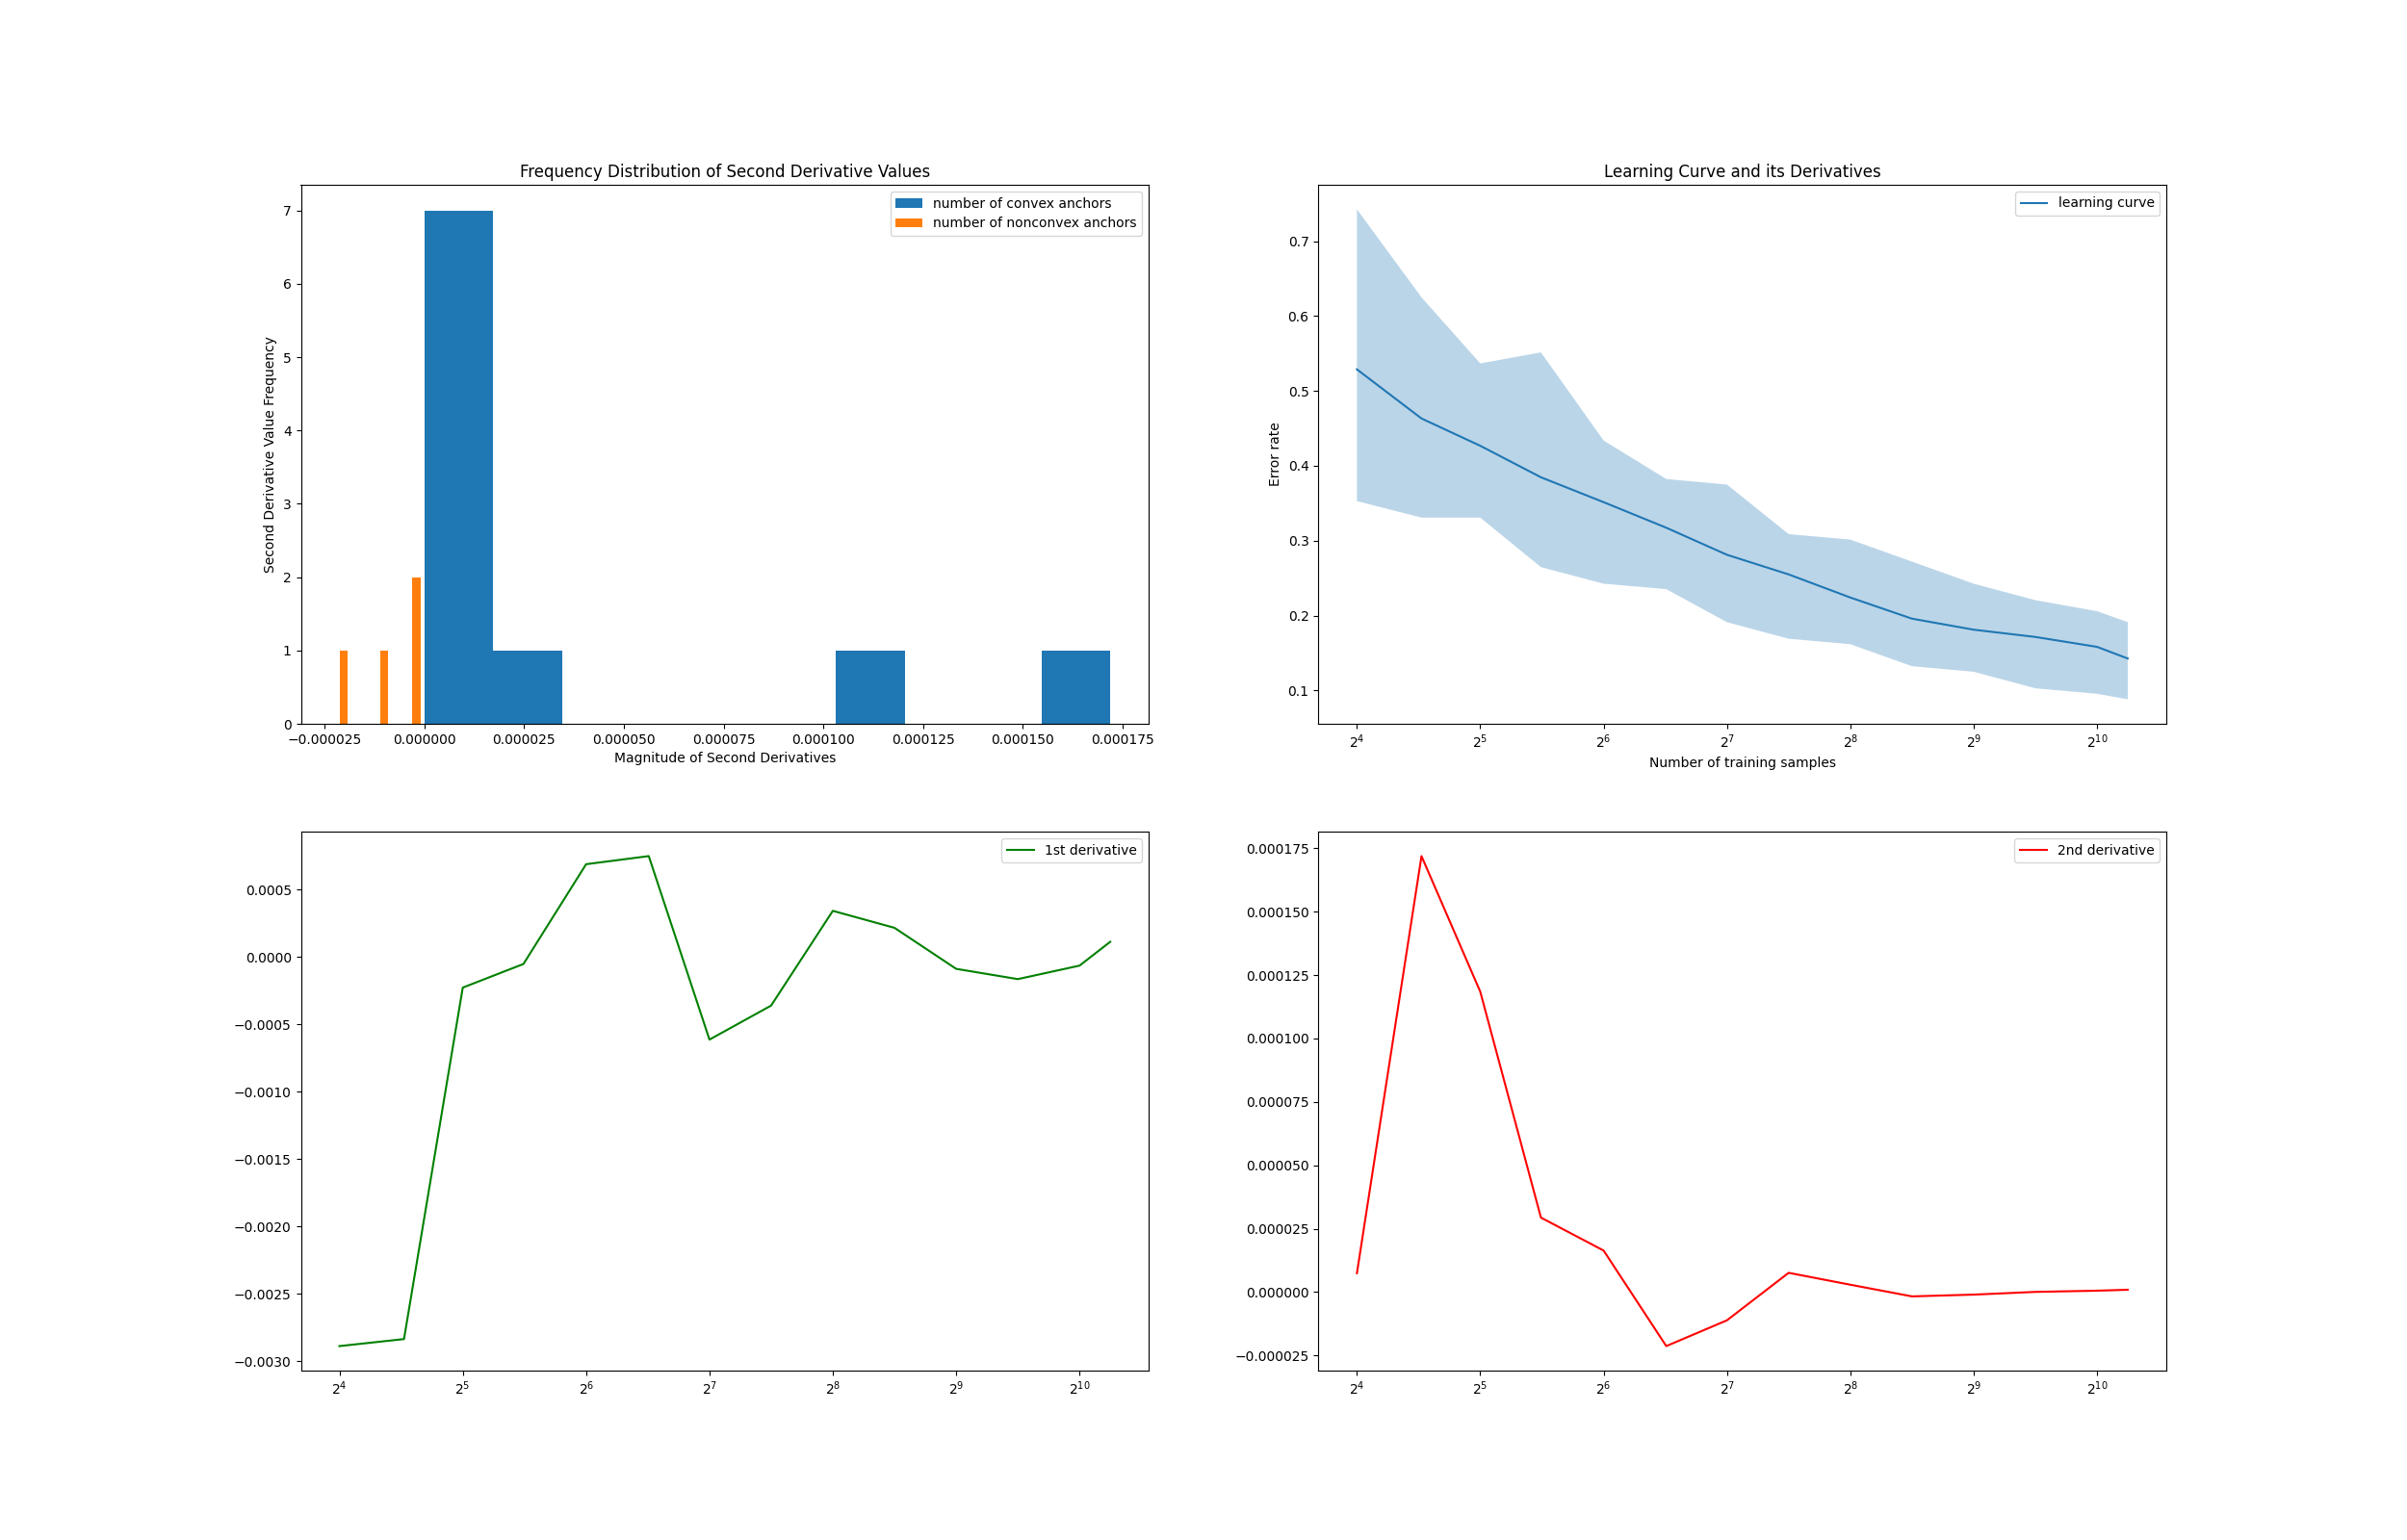 Frequency Distribution of Second Derivative Values
number of convex anchors
number of nonconvex anchors
Second Derivative Value Frequency
7
6
5
4
3
2
1
0
−0.000025 0.000000 0.000025 0.000050 0.000075 0.000100 0.000125 0.000150 0.000175
Magnitude of Second Derivatives
Learning Curve and its Derivatives
learning curve
Error rate
0.7
0.6
0.5
0.4
0.3
0.2
0.1
2⁴ 2⁵ 2⁶ 2⁷ 2⁸ 2⁹ 2¹⁰
Number of training samples
1st derivative
0.0005
0.0000
−0.0005
−0.0010
−0.0015
−0.0020
−0.0025
−0.0030
2⁴ 2⁵ 2⁶ 2⁷ 2⁸ 2⁹ 2¹⁰
2nd derivative
0.000175
0.000150
0.000125
0.000100
0.000075
0.000050
0.000025
0.000000
−0.000025
2⁴ 2⁵ 2⁶ 2⁷ 2⁸ 2⁹ 2¹⁰